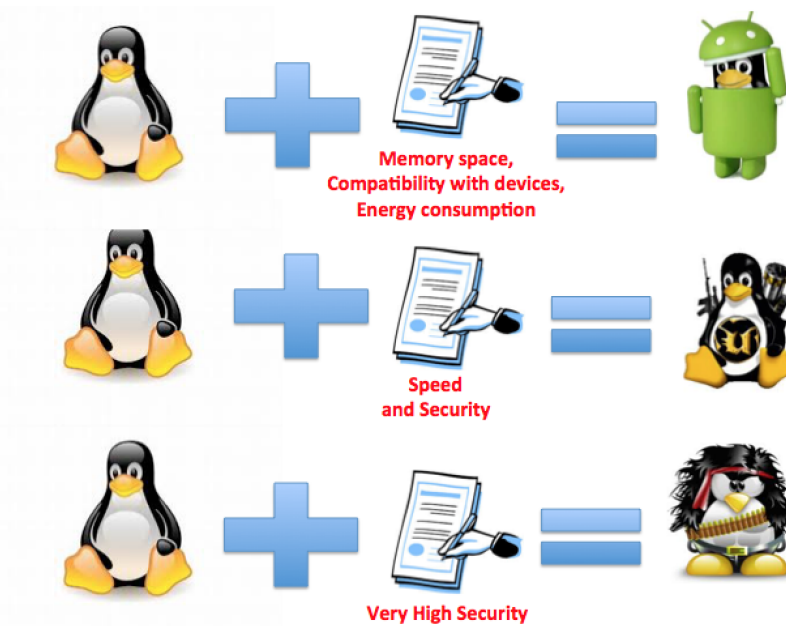 Memory space,
Compatibility with devices,
Energy consumption
Speed
and Security
Very High Security